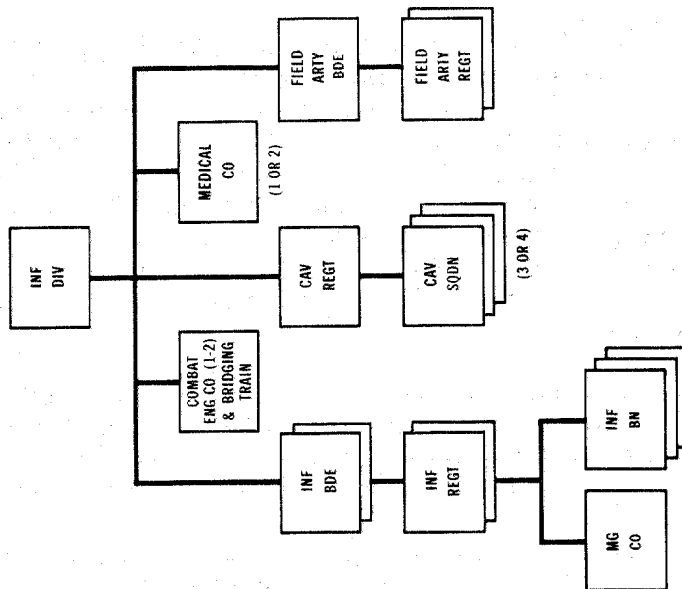 INF
DIV
COMBAT
ENG CO (1-2)
& BRIDGING
TRAIN
MEDICAL
CO
(1 OR 2)
INF
BDE
CAV
REGT
FIELD
ARTY
BDE
INF
REGT
CAV
SQDN
(3 OR 4)
FIELD
ARTY
REGT
MG
CO
INF
BN